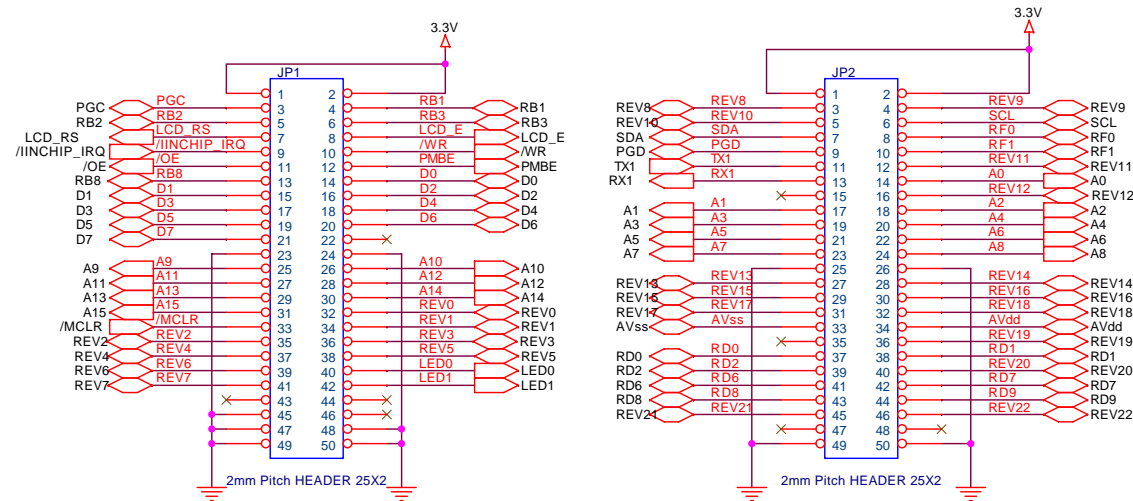 3.3V
JP1
1 2
PGC PGC 3 4 RB1 RB1
RB2 RB2 5 6 RB3 RB3
LCD_RS LCD_RS 7 8 LCD_E LCD_E
/IINCHIP_IRQ /IINCHIP_IRQ 9 10 /WR /WR
/OE /OE 11 12 PMBE PMBE
RB8 RB8 13 14 D0 D0
D1 D1 15 16 D2 D2
D3 D3 17 18 D4 D4
D5 D5 19 20 D6 D6
D7 D7 21 22
23 24
A9 A9 25 26 A10 A10
A11 A11 27 28 A12 A12
A13 A13 29 30 A14 A14
A15 A15 31 32 REV0 REV0
/MCLR /MCLR 33 34 REV1 REV1
REV2 REV2 35 36 REV3 REV3
REV4 REV4 37 38 REV5 REV5
REV6 REV6 39 40 LED0 LED0
REV7 REV7 41 42 LED1 LED1
43 44
45 46
47 48
49 50
2mm Pitch HEADER 25X2
3.3V
JP2
1 2
REV8 REV8 3 4 REV9 REV9
REV10 REV10 5 6 SCL SCL
SDA SDA 7 8 RF0 RF0
PGD PGD 9 10 RF1 RF1
TX1 TX1 11 12 REV11 REV11
RX1 RX1 13 14 A0 A0
15 16 REV12 REV12
A1 A1 17 18 A2 A2
A3 A3 19 20 A4 A4
A5 A5 21 22 A6 A6
A7 A7 23 24 A8 A8
25 26
REV13 REV13 27 28 REV14 REV14
REV15 REV15 29 30 REV16 REV16
REV17 REV17 31 32 REV18 REV18
AVss AVss 33 34 AVdd AVdd
35 36 REV19 REV19
RD0 RD0 37 38 RD1 RD1
RD2 RD2 39 40 REV20 REV20
RD6 RD6 41 42 RD7 RD7
RD8 RD8 43 44 RD9 RD9
REV21 REV21 45 46 REV22 REV22
47 48
49 50
2mm Pitch HEADER 25X2